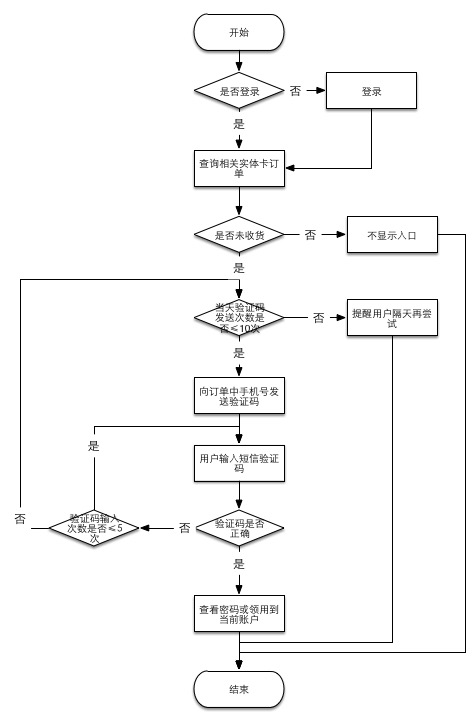 开始
是否登录
否
登录
是
查询相关实体卡订
单
是否未收货
否
不显示入口
是
当天验证码
发送次数是
否≤10次
否
提醒用户隔天再尝
试
是
向订单中手机号发
送验证码
是
用户输入短信验证
码
否
验证码输入
次数是否≤5
次
否
验证码是否
正确
是
查看密码或领用到
当前账户
结束